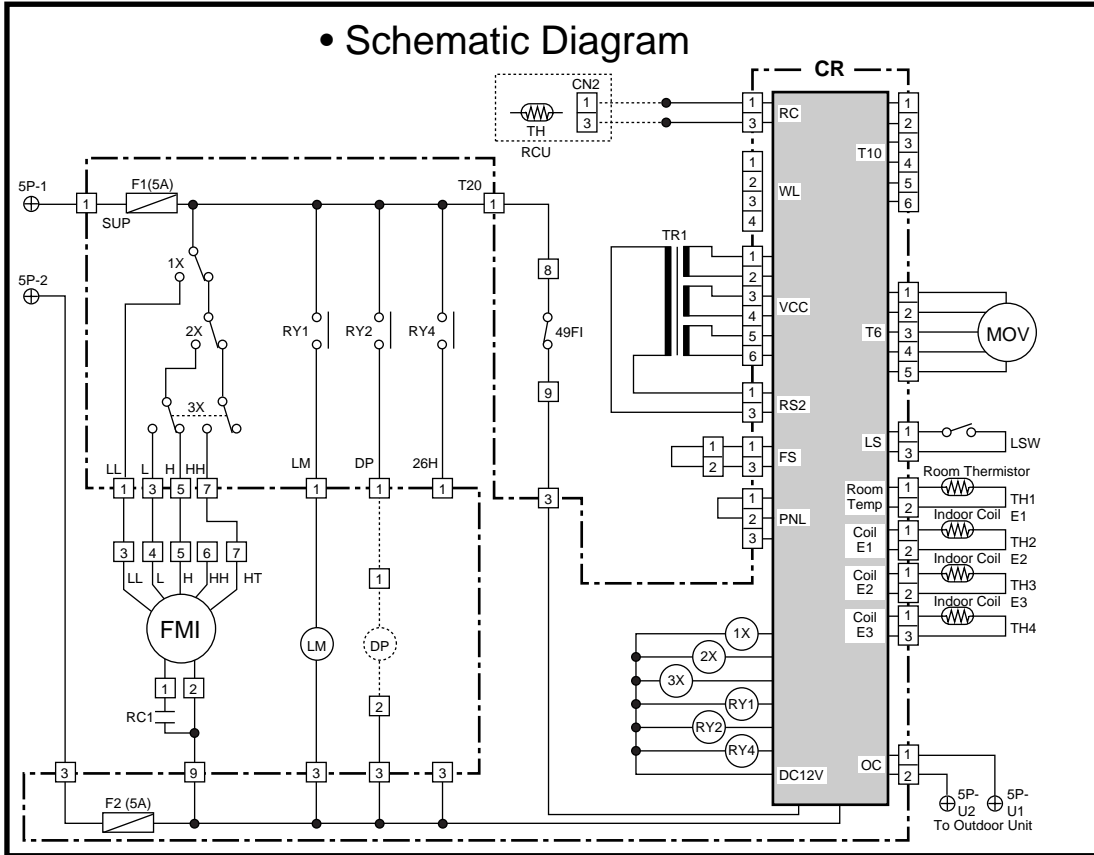 • Schematic Diagram
CR
CN2
1
3
TH
RCU
1
3
RC
1
2
3
4
5
6
T10
1
2
3
4
WL
5P-1
1
SUP
F1(5A)
T20
1
5P-2
1X
2X
3X
RY1
RY2
RY4
8
49FI
9
TR1
1
2
3
4
5
6
VCC
1
3
RS2
1
2
3
4
5
T6
MOV
1
2
1
3
FS
1
2
3
PNL
LS
1
3
LSW
Room Thermistor
Room
Temp
1
2
TH1
Indoor Coil E1
Coil
E1
1
2
TH2
Indoor Coil E2
Coil
E2
1
2
TH3
Indoor Coil E3
Coil
E3
1
3
TH4
LL
L
H
HH
LM
DP
26H
1
3
5
7
1
1
1
3
3
4
5
6
7
LL
L
H
HH
HT
FMI
1
2
RC1
LM
1
DP
2
1X
2X
3X
RY1
RY2
RY4
DC12V
OC
1
2
5P-
U2
5P-
U1
To Outdoor Unit
3
9
3
3
3
F2 (5A)